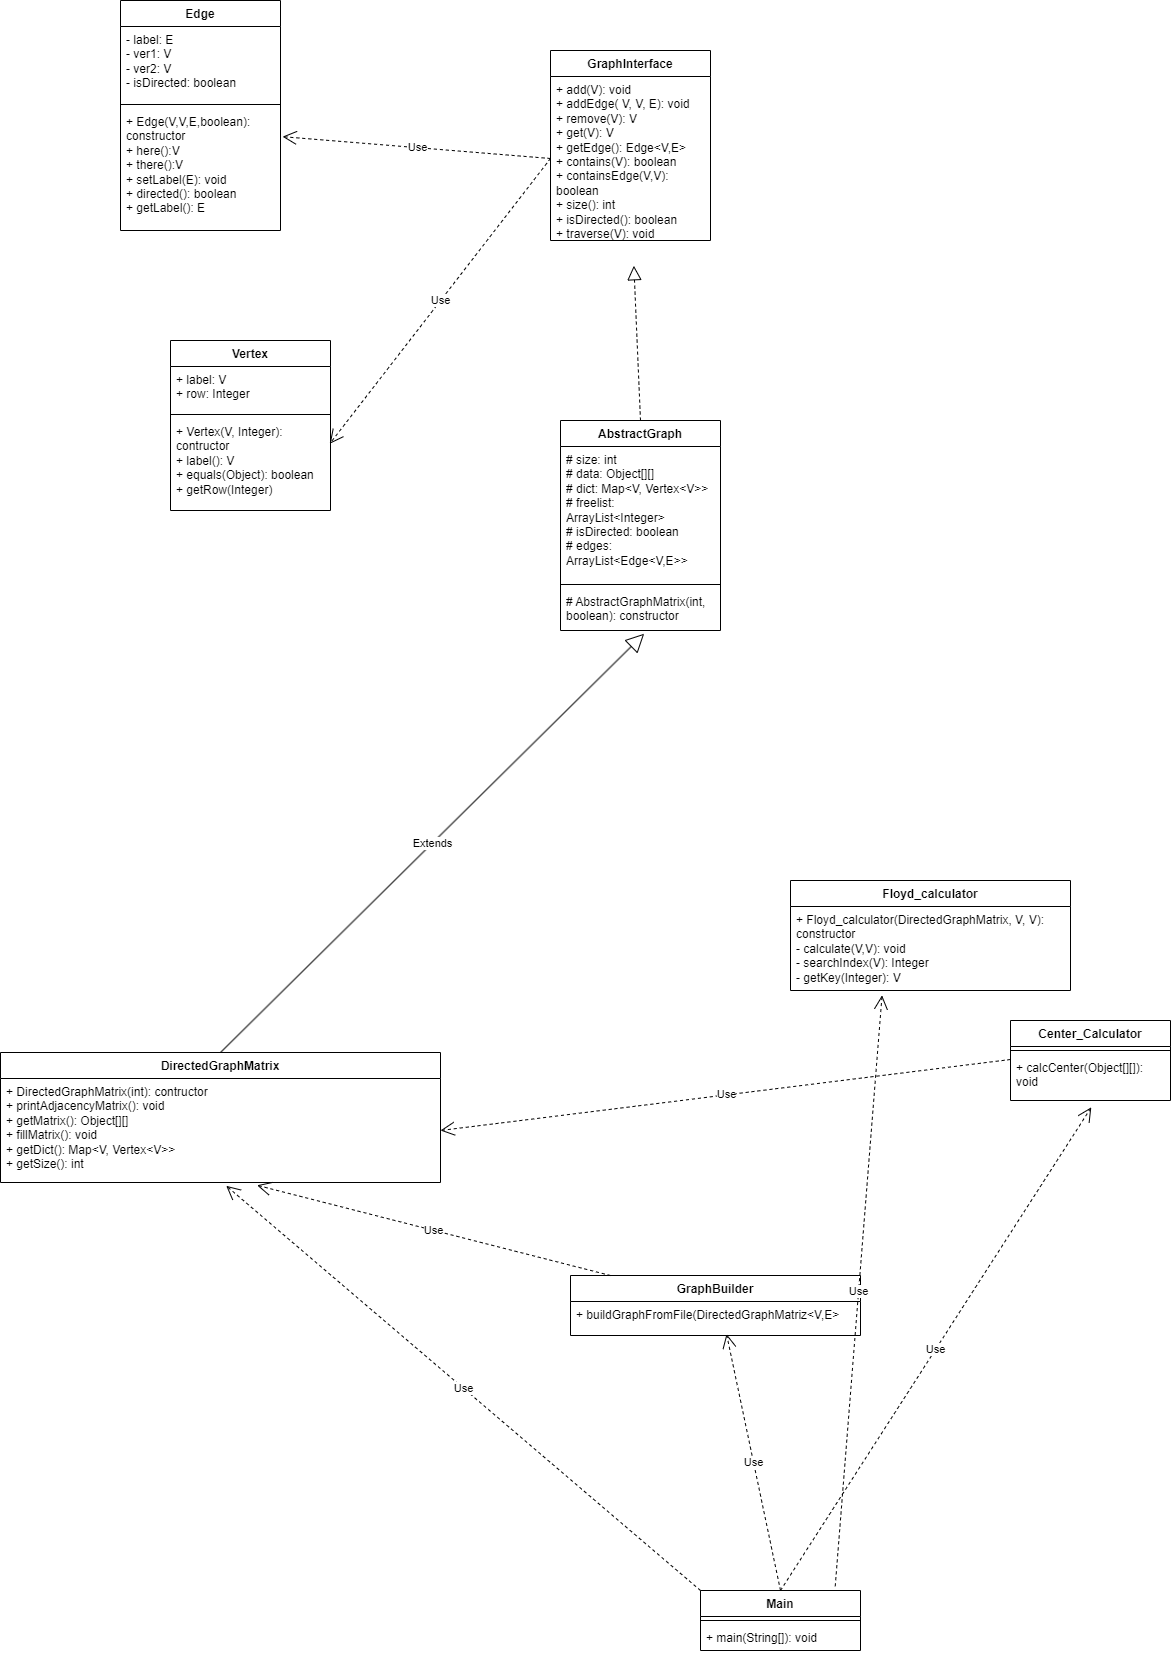 Edge
- label: E
- ver1: V
- ver2: V
- isDirected: boolean
+ Edge(V,V,E,boolean):
constructor
+ here():V
+ there():V
+ setLabel(E): void
+ directed(): boolean
+ getLabel(): E
GraphInterface
+ add(V): void
+ addEdge( V, V, E): void
+ remove(V): V
+ get(V): V
+ getEdge(): Edge<V,E>
+ contains(V): boolean
+ containsEdge(V,V):
boolean
+ size(): int
+ isDirected(): boolean
+ traverse(V): void
Use
Use
Vertex
+ label: V
+ row: Integer
+ Vertex(V, Integer):
contructor
+ label(): V
+ equals(Object): boolean
+ getRow(Integer)
AbstractGraph
# size: int
# data: Object[][]
# dict: Map<V, Vertex<V>>
# freelist:
ArrayList<Integer>
# isDirected: boolean
# edges:
ArrayList<Edge<V,E>>
# AbstractGraphMatrix(int,
boolean): constructor
Extends
Floyd_calculator
+ Floyd_calculator(DirectedGraphMatrix, V, V):
constructor
- calculate(V,V): void
- searchIndex(V): Integer
- getKey(Integer): V
Center_Calculator
+ calcCenter(Object[][]):
void
DirectedGraphMatrix
+ DirectedGraphMatrix(int): contructor
+ printAdjacencyMatrix(): void
+ getMatrix(): Object[][]
+ fillMatrix(): void
+ getDict(): Map<V, Vertex<V>>
+ getSize(): int
Use
Use
GraphBuilder
+ buildGraphFromFile(DirectedGraphMatriz<V,E>
Use
Use
Use
Use
Main
+ main(String[]): void